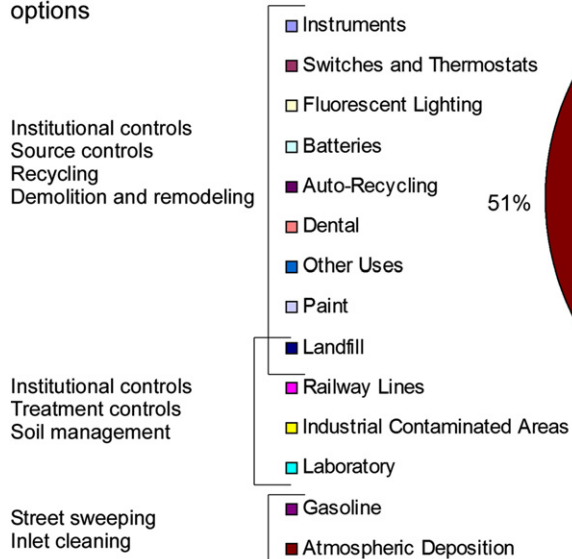 options
Instruments
Switches and Thermostats
Fluorescent Lighting
Institutional controls
Source controls
Recycling
Demolition and remodeling
Batteries
Auto-Recycling
51%
Dental
Other Uses
Paint
Landfill
Institutional controls
Treatment controls
Soil management
Railway Lines
Industrial Contaminated Areas
Laboratory
Street sweeping
Inlet cleaning
Gasoline
Atmospheric Deposition